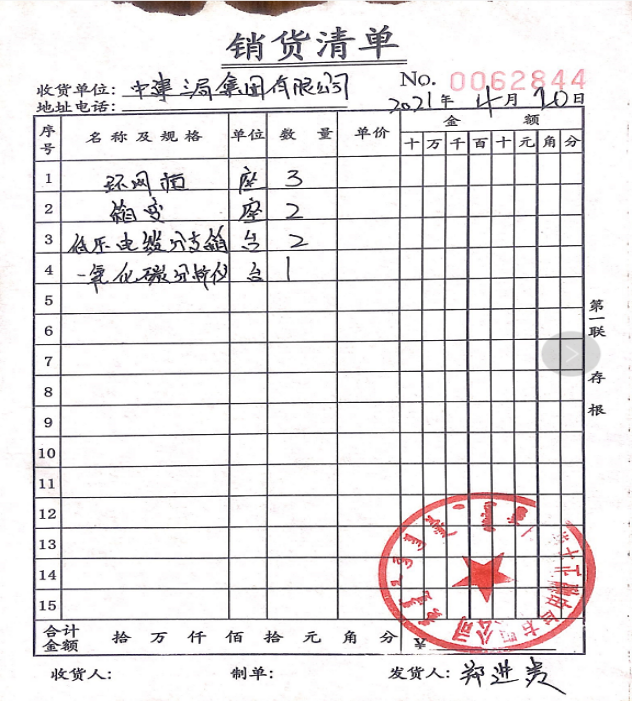 销货清单
收货单位：中建三局集团有限公司 No. 0062844
地址电话： 2021年4月20日
序号 名称及规格 单位 数量 单价 金额
十 万 千 百 十 元 角 分
1 环网柜 座 3
2 箱变 座 2
3 低压电缆分支箱 台 2
4 一氧化碳分析仪 台 1
5
6
7
8
9
10
11
12
13
14
15
第一联 存根
公司
合计金额 拾 万 仟 佰 拾 元 角 分 ¥
收货人： 制单： 发货人：郑进贵